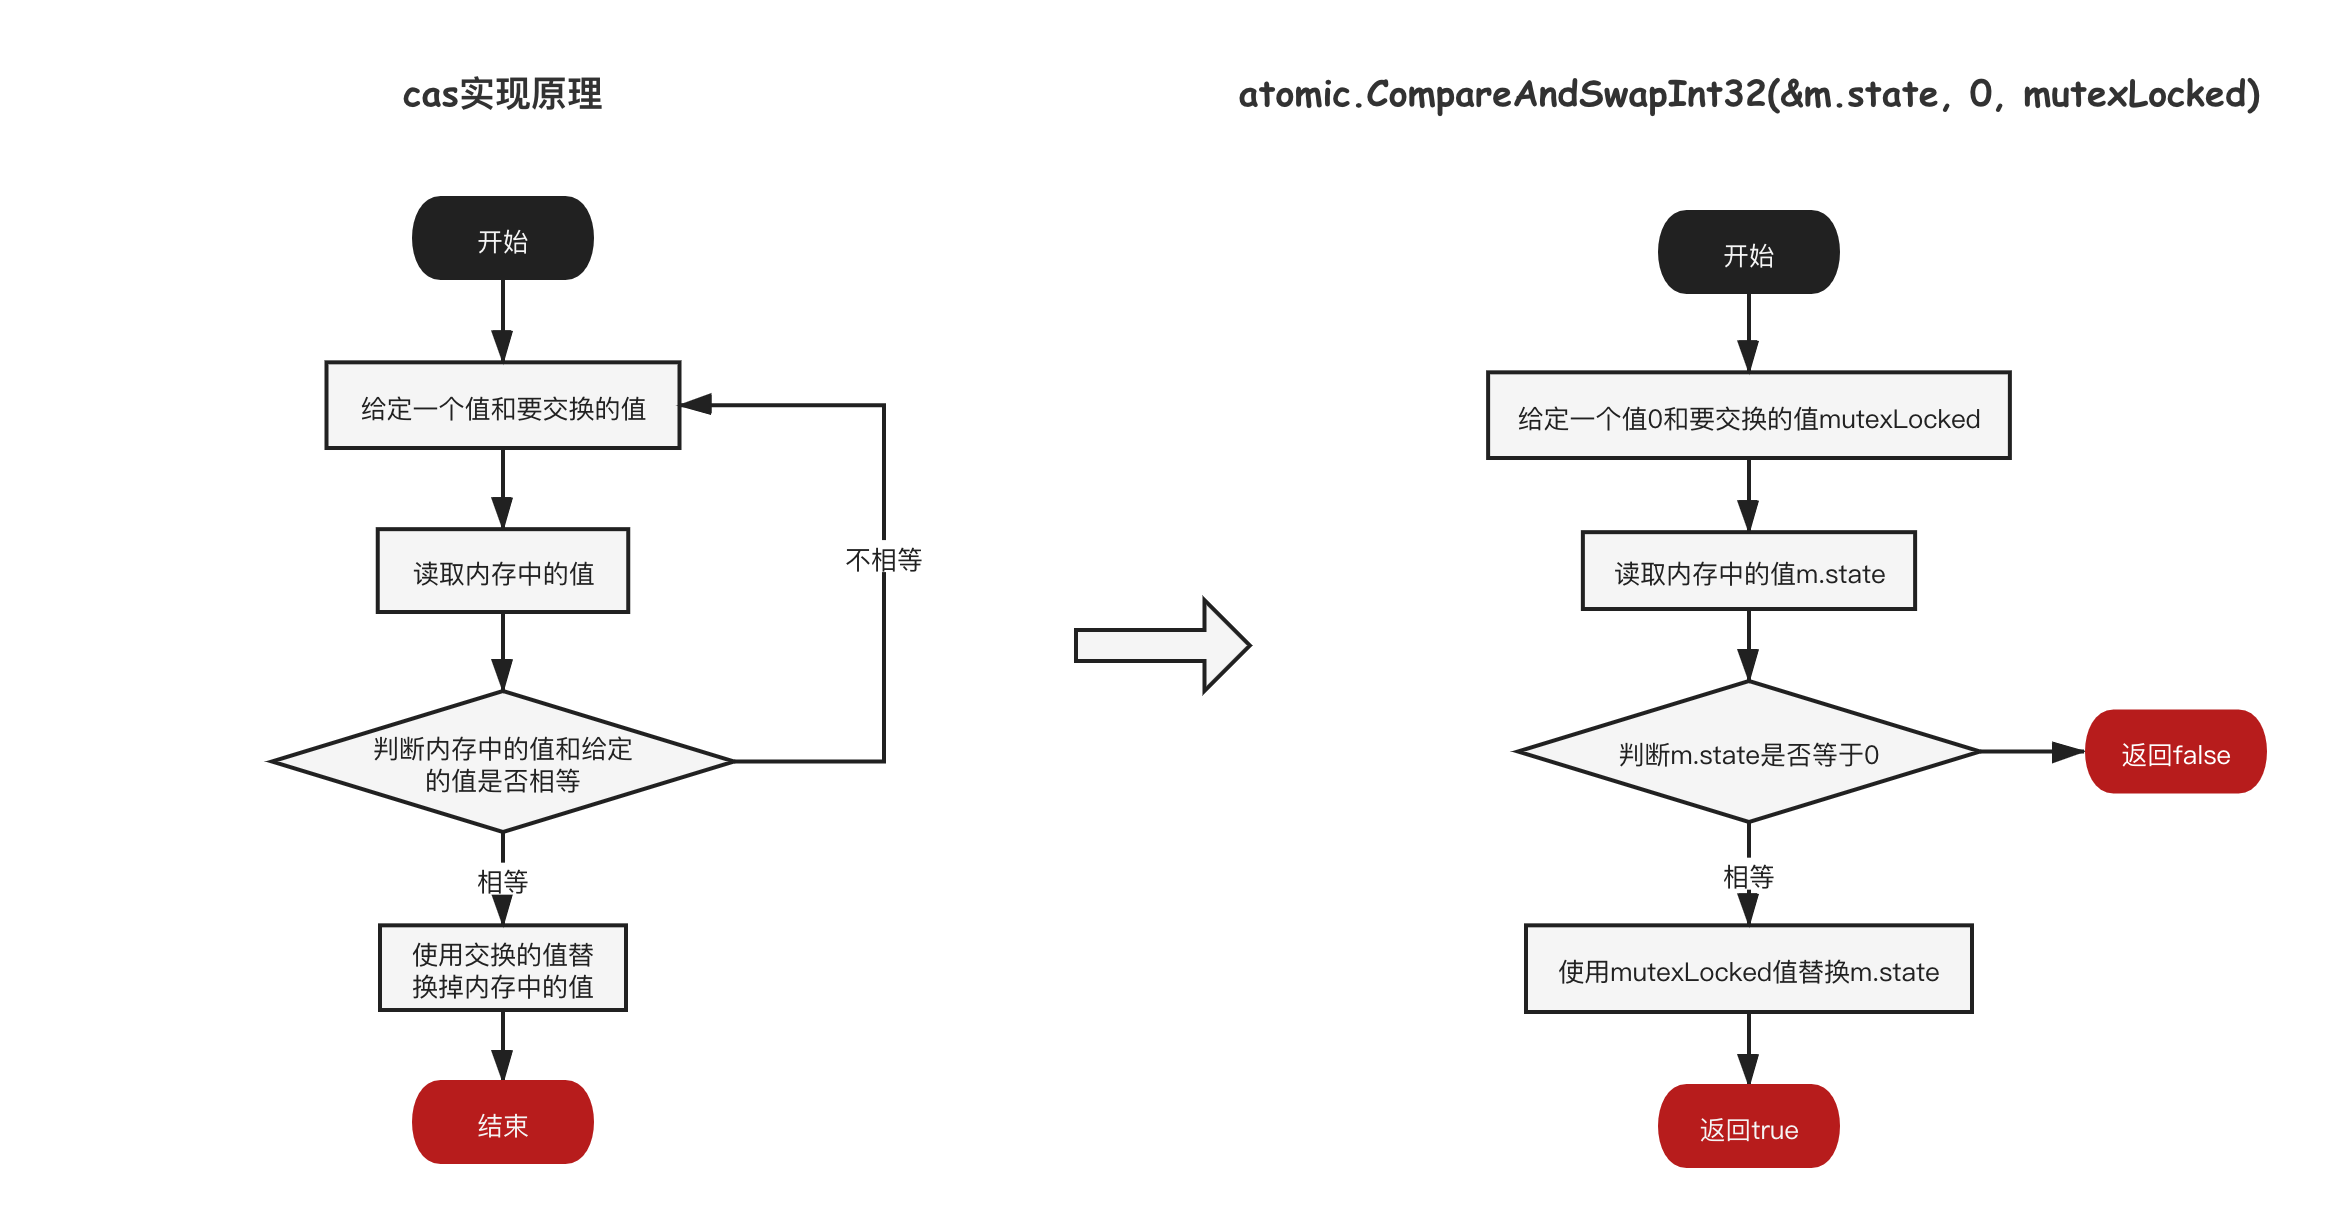 cas实现原理
开始
给定一个值和要交换的值
读取内存中的值
不相等
判断内存中的值和给定
的值是否相等
相等
使用交换的值替
换掉内存中的值
结束
atomic.CompareAndSwapInt32(&m.state, 0, mutexLocked)
开始
给定一个值0和要交换的值mutexLocked
读取内存中的值m.state
判断m.state是否等于0
返回false
相等
使用mutexLocked值替换m.state
返回true